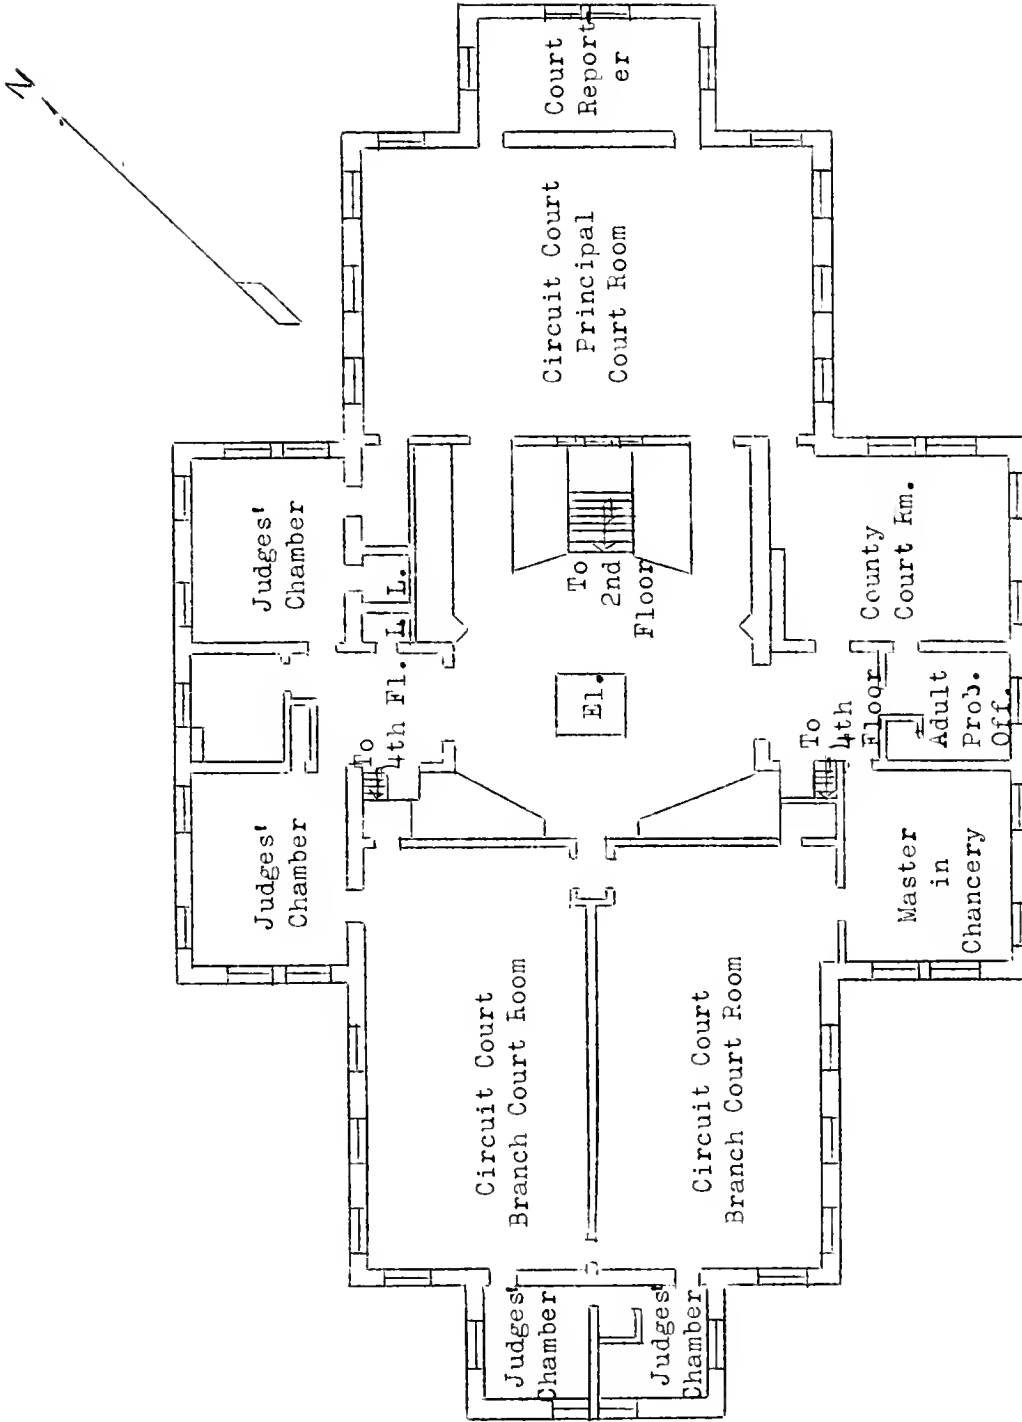 N
Court
Report
er
Circuit Court
Principal
Court Room
Judges'
Chamber
L.
L.
To
2nd
Floor
County
Court Rm.
To
4th Fl.
El.
To
4th
Floor
Adult
Prob.
Off.
Judges'
Chamber
Master
in
Chancery
Circuit Court
Branch Court Room
Circuit Court
Branch Court Room
Judges'
Chamber
Judges'
Chamber